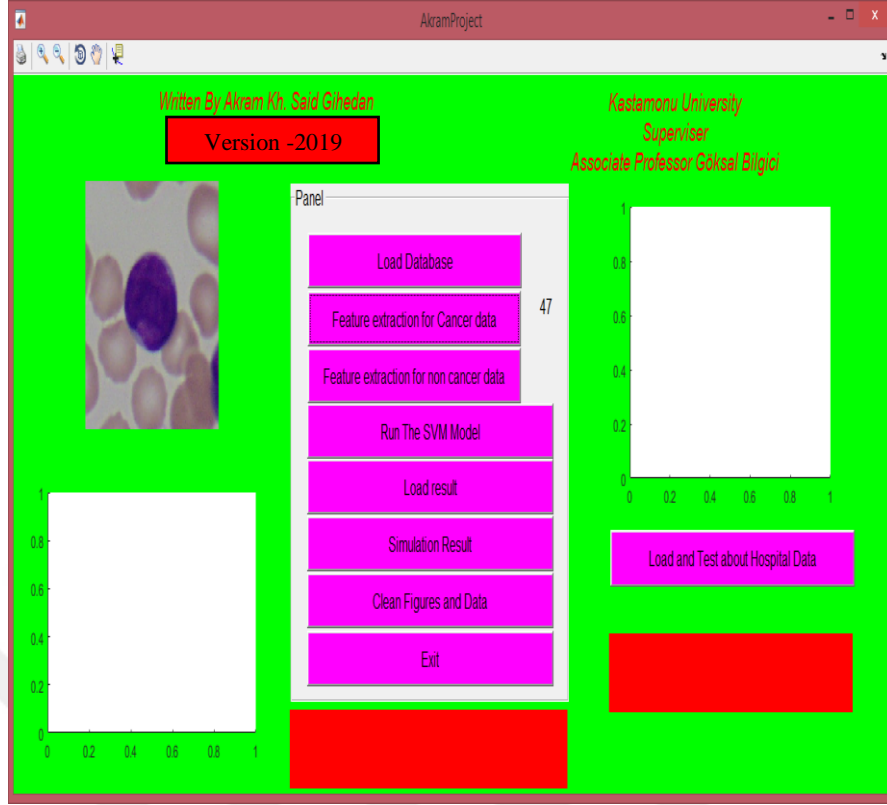 AkramProject
Written By Akram Kh. Said Gihedan
Version -2019
Kastamonu University
Superviser
Associate Professor Göksal Bilgici
Panel
Load Database
Feature extraction for Cancer data
47
Feature extraction for non cancer data
Run The SVM Model
Load result
Simulation Result
Clean Figures and Data
Exit
1
0.8
0.6
0.4
0.2
0
0 0.2 0.4 0.6 0.8 1
Load and Test about Hospital Data
1
0.8
0.6
0.4
0.2
0
0 0.2 0.4 0.6 0.8 1